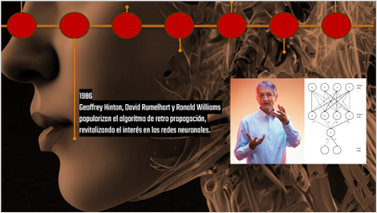 1986
Geoffrey Hinton, David Rumelhart y Ronald Williams
popularizan el algoritmo de retro propagación,
revitalizando el interés en las redes neuronales.